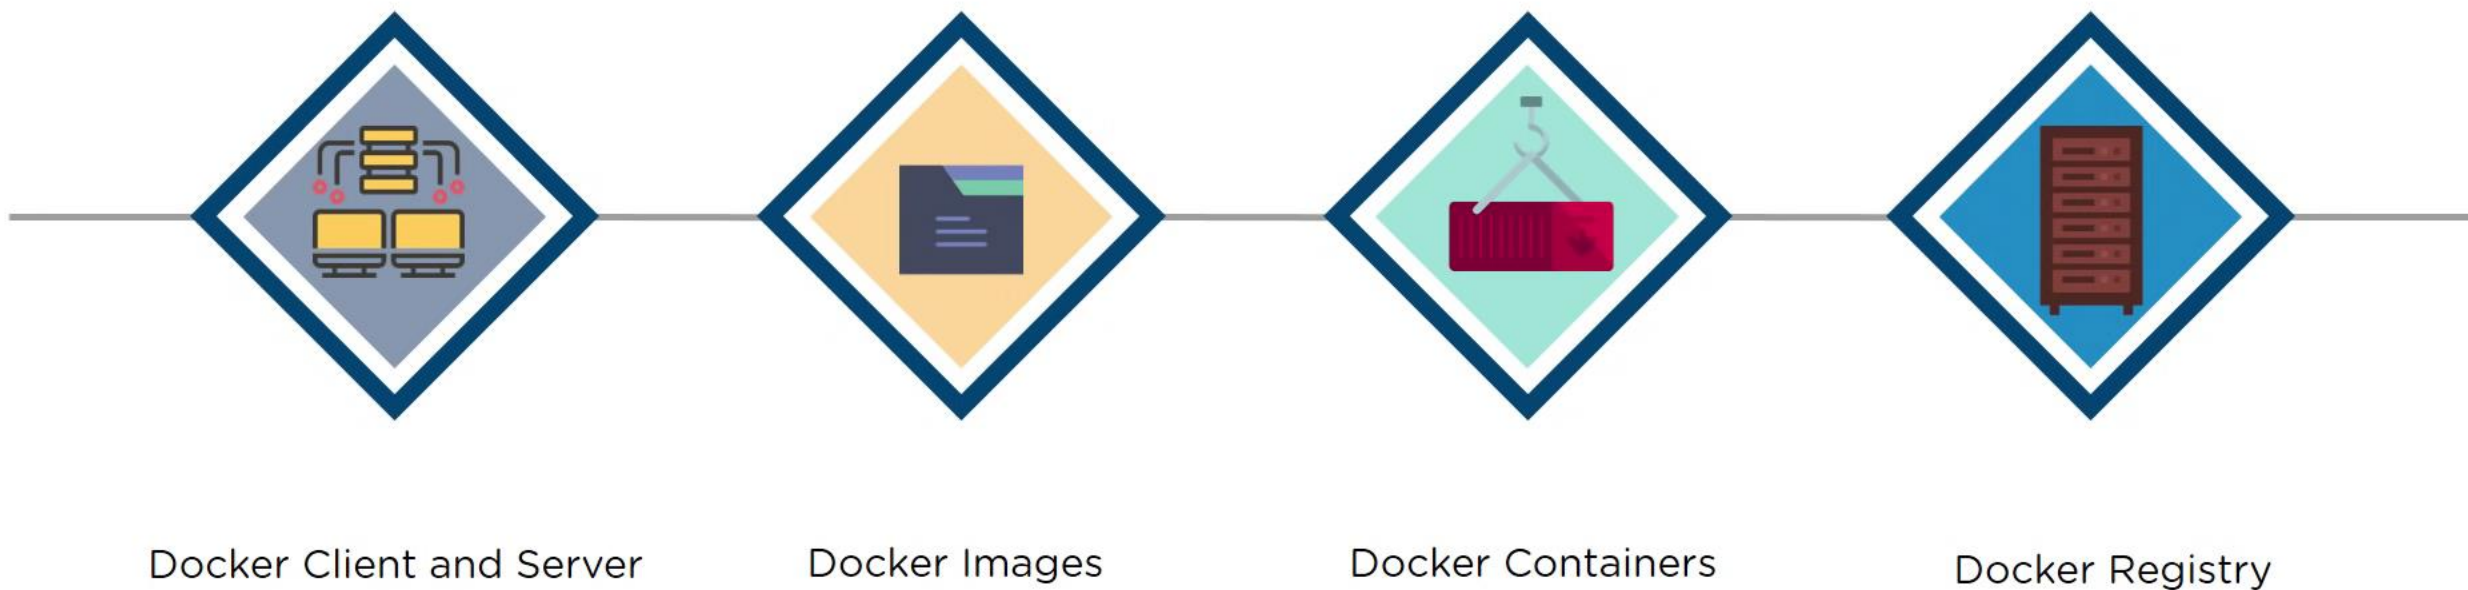 Docker Client and Server
Docker Images
Docker Containers
Docker Registry